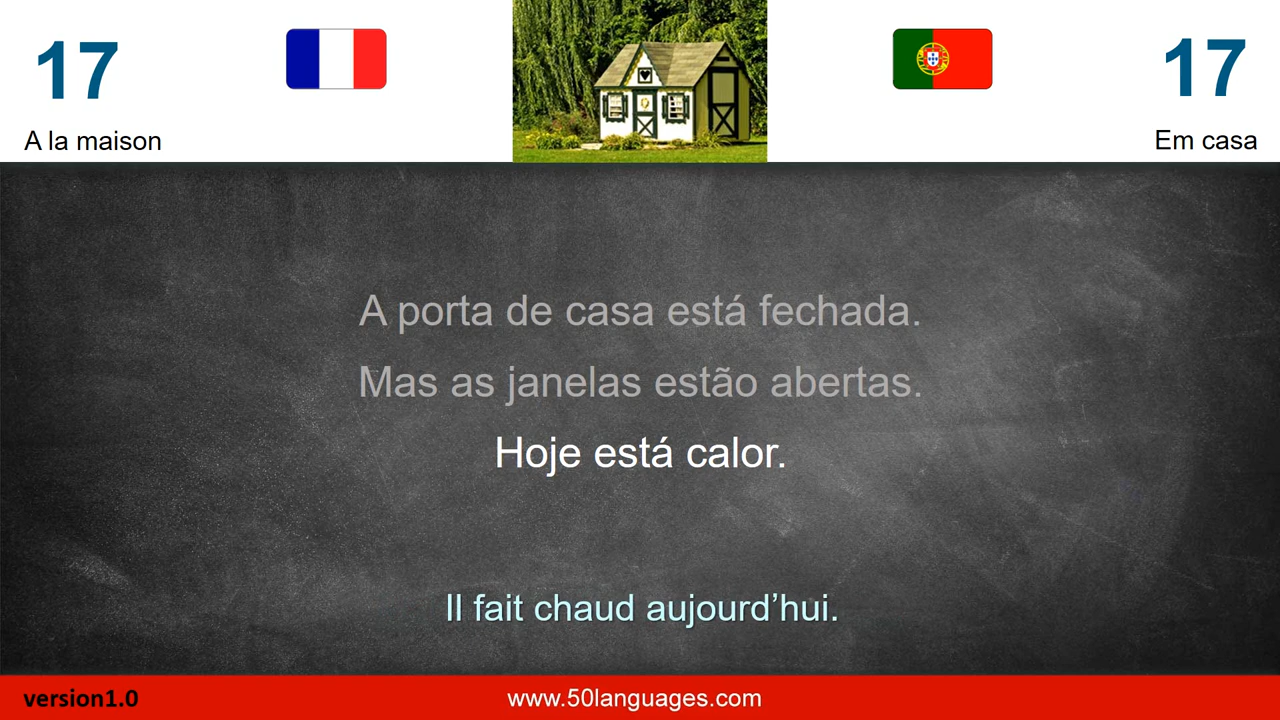 17
17
A la maison
Em casa
A porta de casa está fechada.
Mas as janelas estão abertas.
Hoje está calor.
Il fait chaud aujourd’hui.
version1.0
www.50languages.com